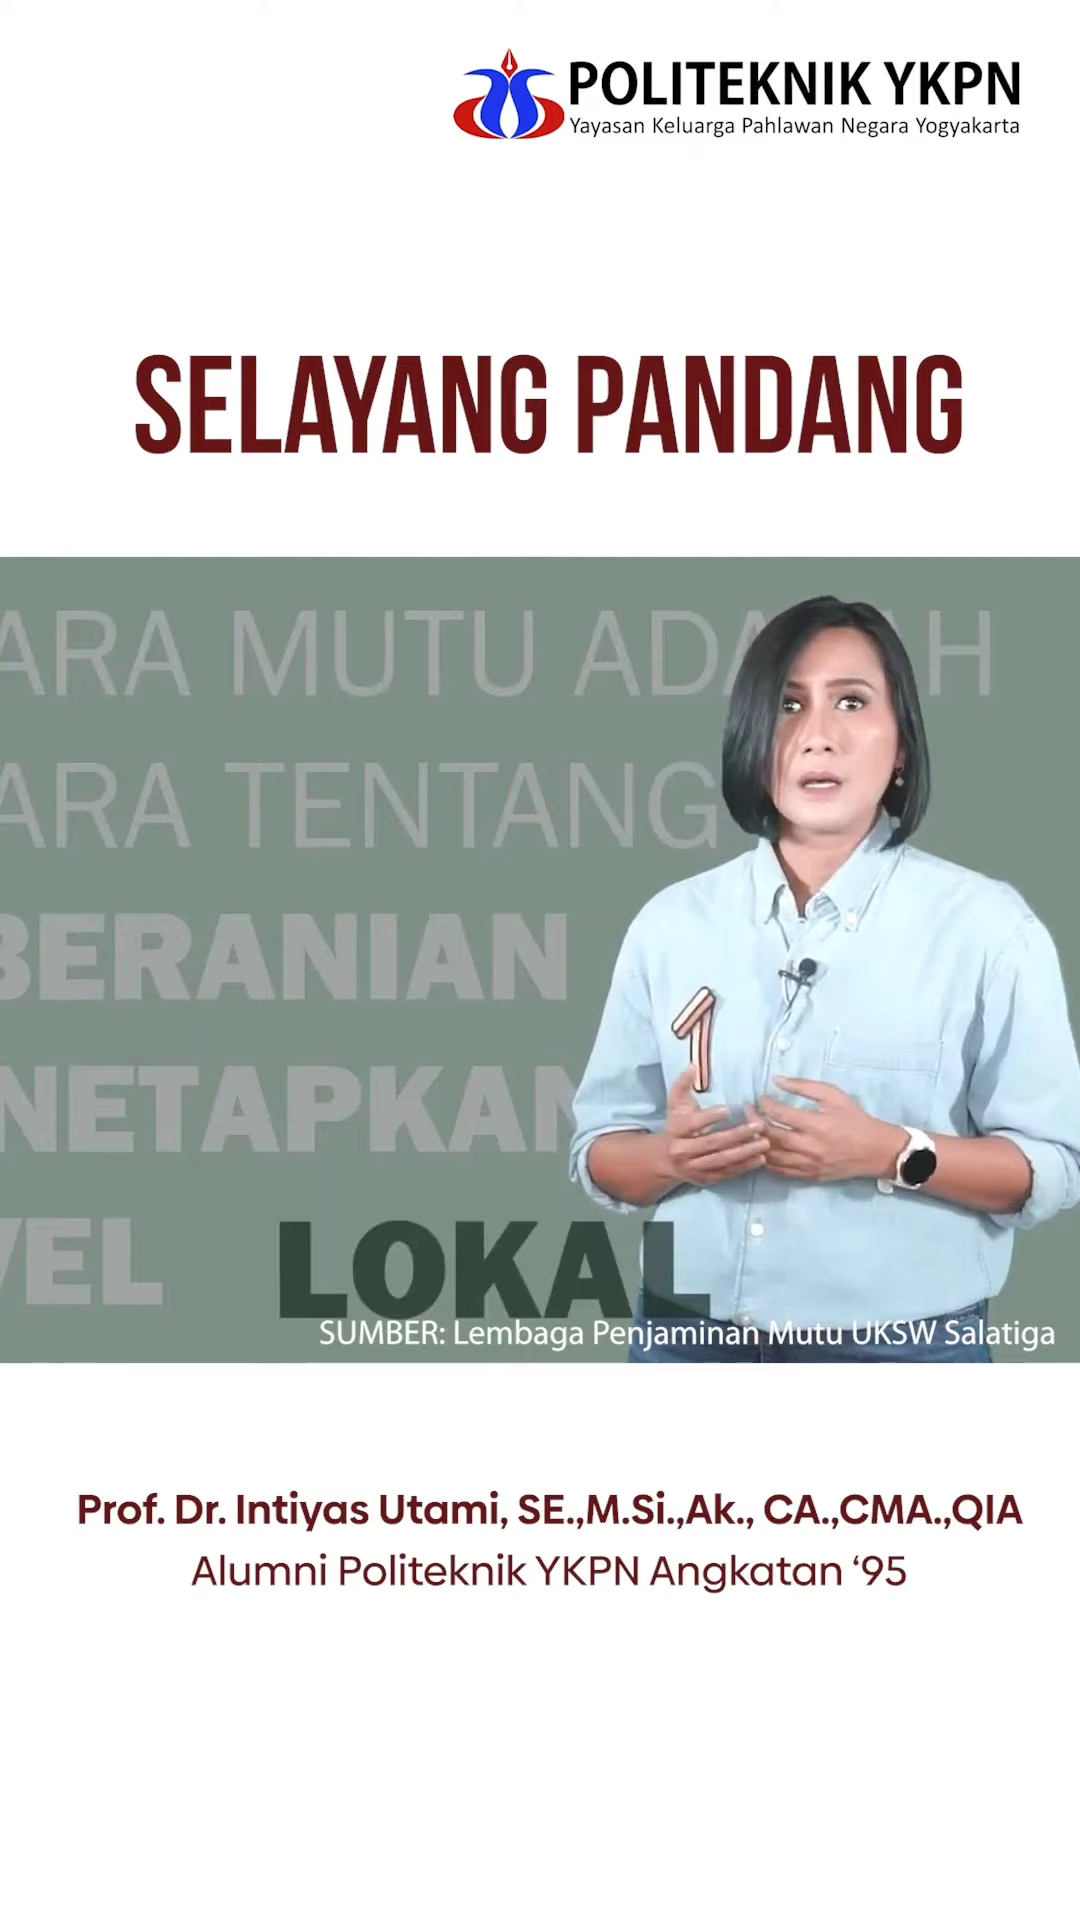 POLITEKNIK YKPN
Yayasan Keluarga Pahlawan Negara Yogyakarta
SELAYANG PANDANG
ARA MUTU ADA H
ARA TENTANG
BERANIAN
NETAPKAN
VEL LOKAL
SUMBER: Lembaga Penjaminan Mutu UKSW Salatiga
Prof. Dr. Intiyas Utami, SE.,M.Si.,Ak., CA.,CMA.,QIA
Alumni Politeknik YKPN Angkatan ‘95